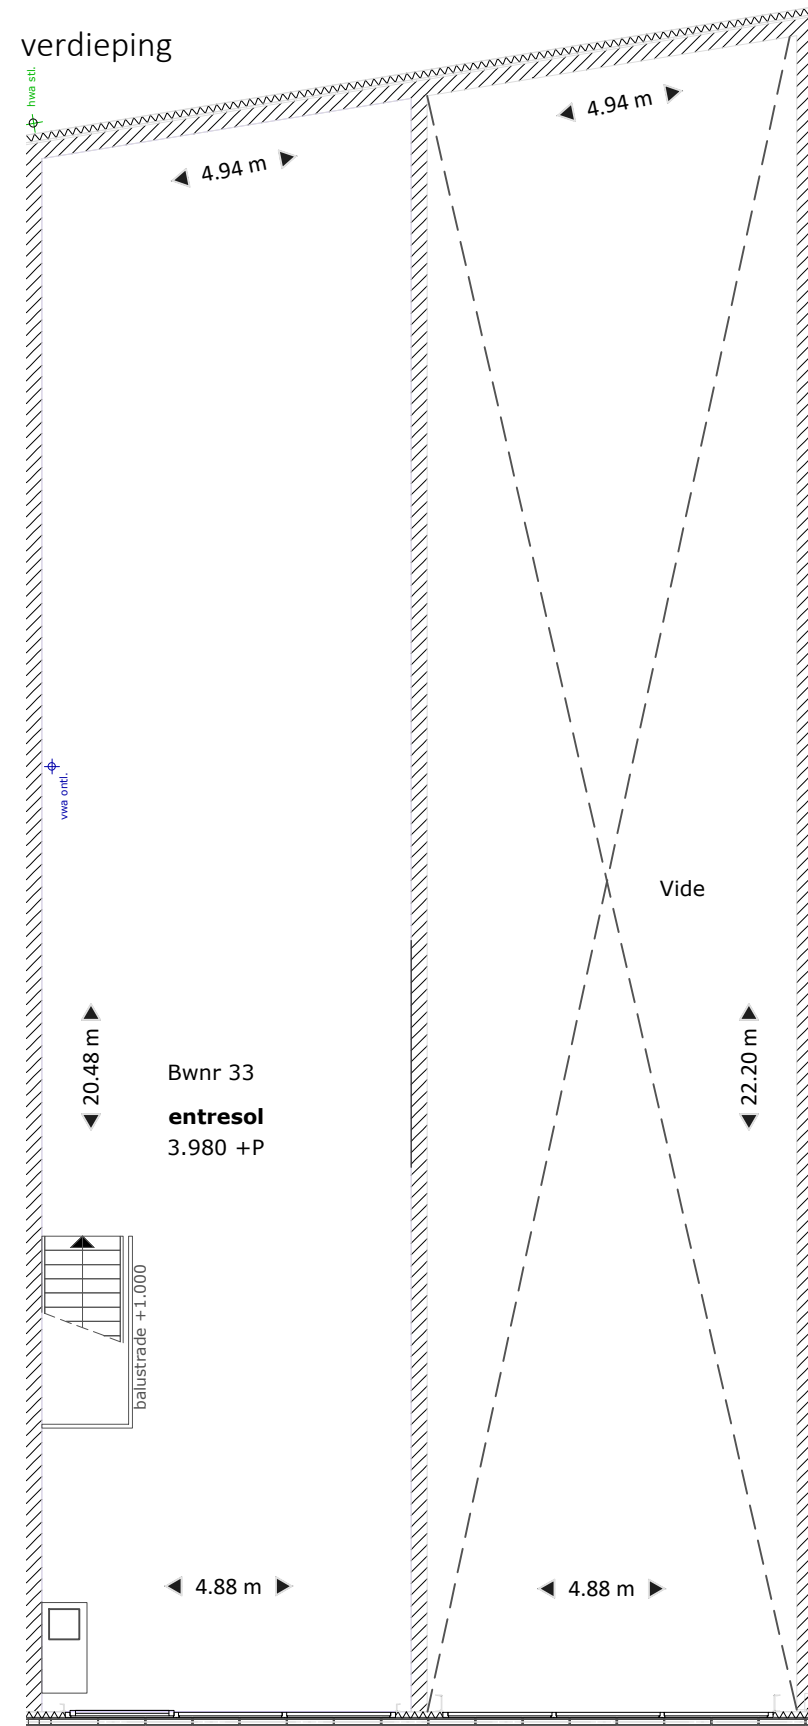 verdieping
hwa stl.
4.94 m
4.94 m
vwa ontl.
Vide
20.48 m
22.20 m
Bwnr 33
entresol
3.980 +P
balustrade +1.000
4.88 m
4.88 m